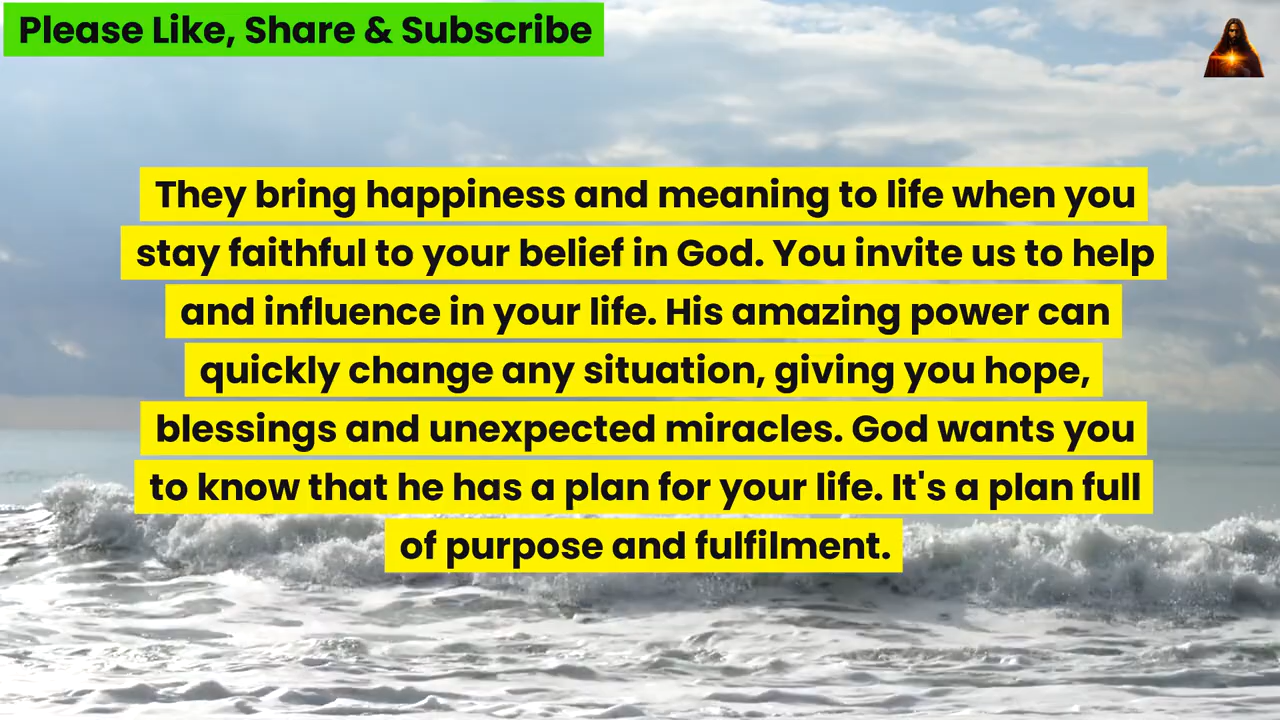 Please Like, Share & Subscribe
They bring happiness and meaning to life when you
stay faithful to your belief in God. You invite us to help
and influence in your life. His amazing power can
quickly change any situation, giving you hope,
blessings and unexpected miracles. God wants you
to know that he has a plan for your life. It's a plan full
of purpose and fulfilment.